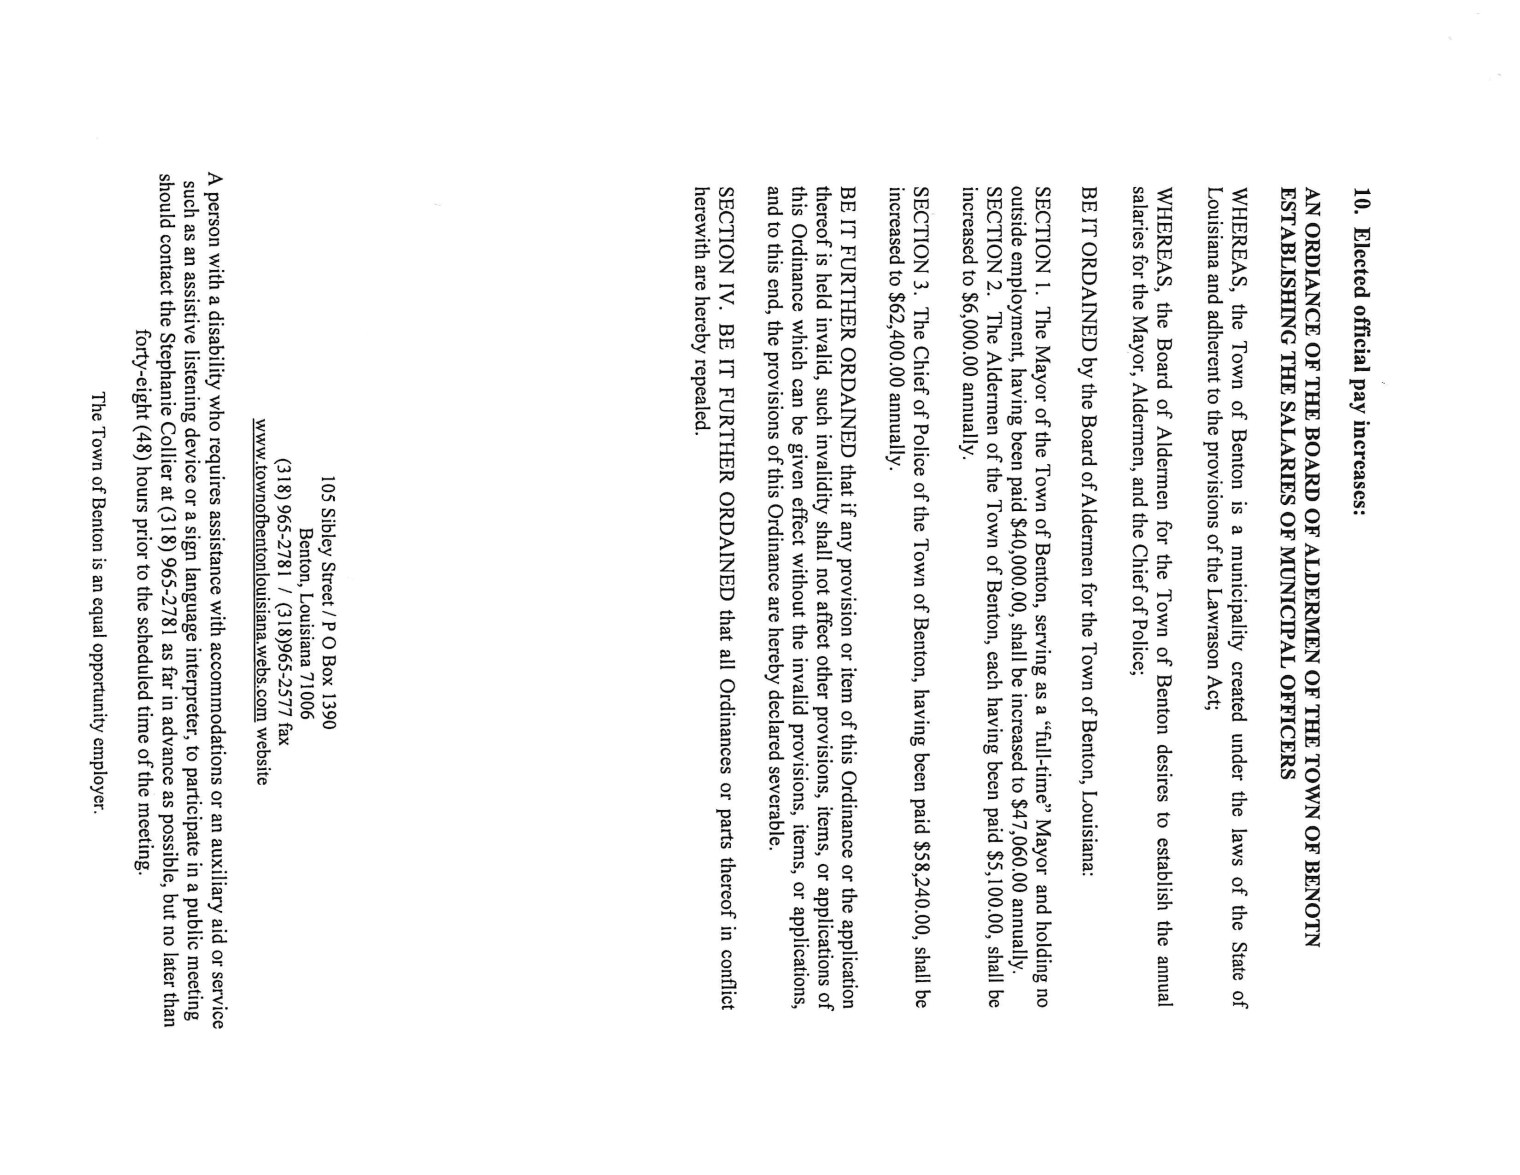 10. Elected official pay increases:
AN ORDIANCE OF THE BOARD OF ALDERMEN OF THE TOWN OF BENOTN
ESTABLISHING THE SALARIES OF MUNICIPAL OFFICERS
WHEREAS, the Town of Benton is a municipality created under the laws of the State of
Louisiana and adherent to the provisions of the Lawrason Act;
WHEREAS, the Board of Aldermen for the Town of Benton desires to establish the annual
salaries for the Mayor, Aldermen, and the Chief of Police;
BE IT ORDAINED by the Board of Aldermen for the Town of Benton, Louisiana:
SECTION 1. The Mayor of the Town of Benton, serving as a “full-time” Mayor and holding no
outside employment, having been paid $40,000.00, shall be increased to $47,060.00 annually.
SECTION 2. The Aldermen of the Town of Benton, each having been paid $5,100.00, shall be
increased to $6,000.00 annually.
SECTION 3. The Chief of Police of the Town of Benton, having been paid $58,240.00, shall be
increased to $62,400.00 annually.
BE IT FURTHER ORDAINED that if any provision or item of this Ordinance or the application
thereof is held invalid, such invalidity shall not affect other provisions, items, or applications of
this Ordinance which can be given effect without the invalid provisions, items, or applications,
and to this end, the provisions of this Ordinance are hereby declared severable.
SECTION IV. BE IT FURTHER ORDAINED that all Ordinances or parts thereof in conflict
herewith are hereby repealed.
105 Sibley Street / P O Box 1390
Benton, Louisiana 71006
(318) 965-2781 / (318)965-2577 fax
www.townofbentonlouisiana.webs.com website
A person with a disability who requires assistance with accommodations or an auxiliary aid or service
such as an assistive listening device or a sign language interpreter, to participate in a public meeting
should contact the Stephanie Collier at (318) 965-2781 as far in advance as possible, but no later than
forty-eight (48) hours prior to the scheduled time of the meeting.
The Town of Benton is an equal opportunity employer.